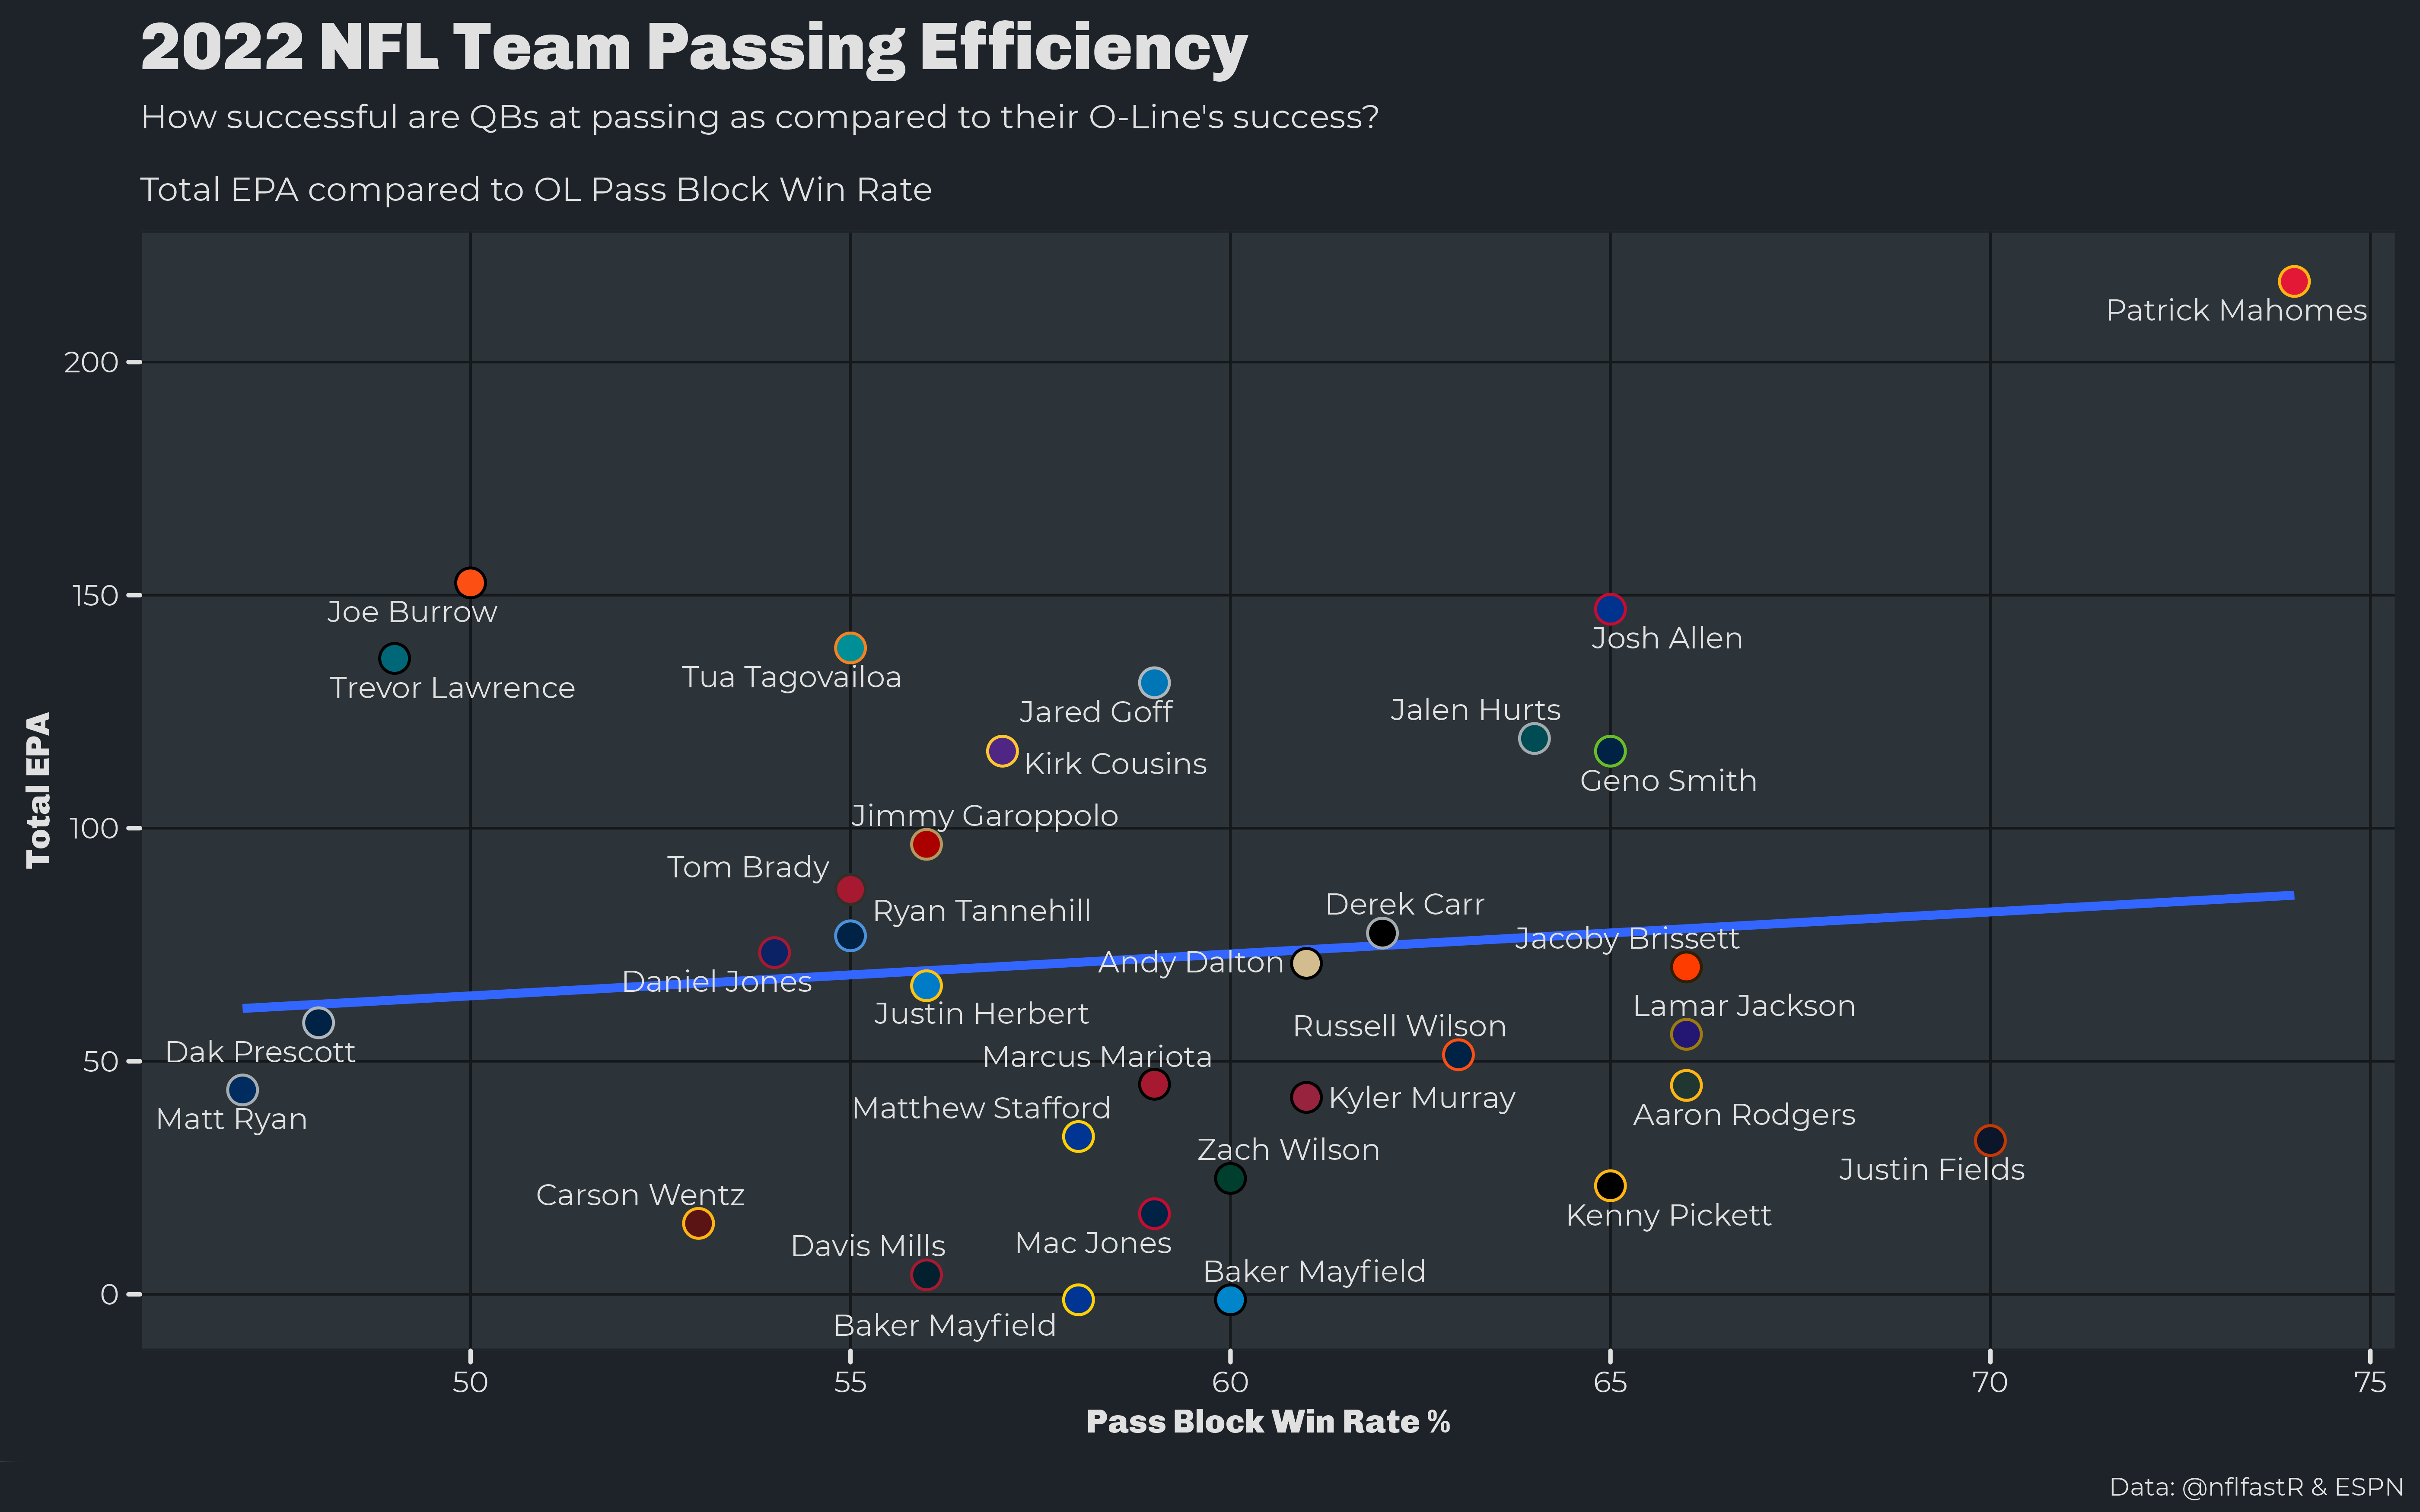 2022 NFL Team Passing Efficiency
How successful are QBs at passing as compared to their O-Line's success?
Total EPA compared to OL Pass Block Win Rate
Patrick Mahomes
200
150
Joe Burrow
Josh Allen
Trevor Lawrence
Tua Tagovailoa
Jared Goff
Jalen Hurts
Kirk Cousins
Geno Smith
Total EPA
100
Jimmy Garoppolo
Tom Brady
Ryan Tannehill
Derek Carr
Jacoby Brissett
Andy Dalton
Daniel Jones
Lamar Jackson
Justin Herbert
Russell Wilson
Dak Prescott
Marcus Mariota
50
Kyler Murray
Matthew Stafford
Aaron Rodgers
Matt Ryan
Zach Wilson
Justin Fields
Carson Wentz
Kenny Pickett
Davis Mills
Mac Jones
Baker Mayfield
0
Baker Mayfield
50 55 60 65 70 75
Pass Block Win Rate %
Data: @nflfastR & ESPN